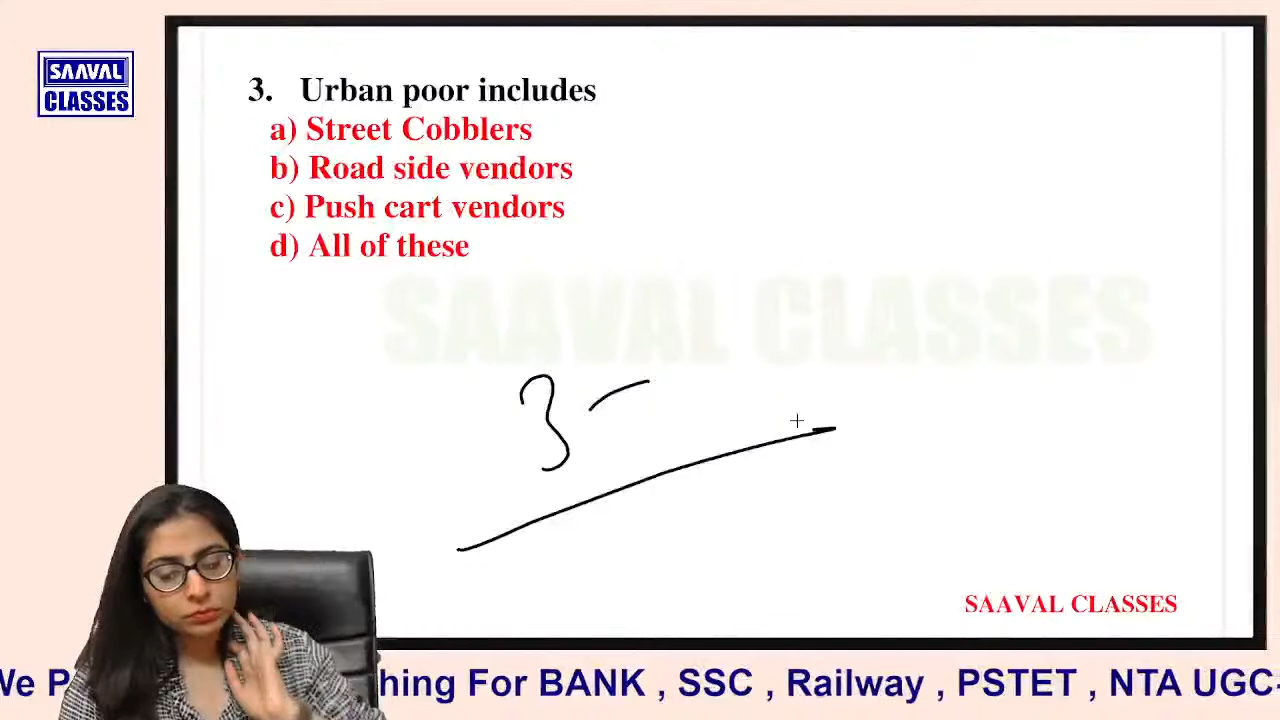 SAAVAL
CLASSES
3. Urban poor includes
a) Street Cobblers
b) Road side vendors
c) Push cart vendors
d) All of these
SAAVAL CLASSES
3
SAAVAL CLASSES
We P
hing For BANK , SSC , Railway , PSTET , NTA UGC-